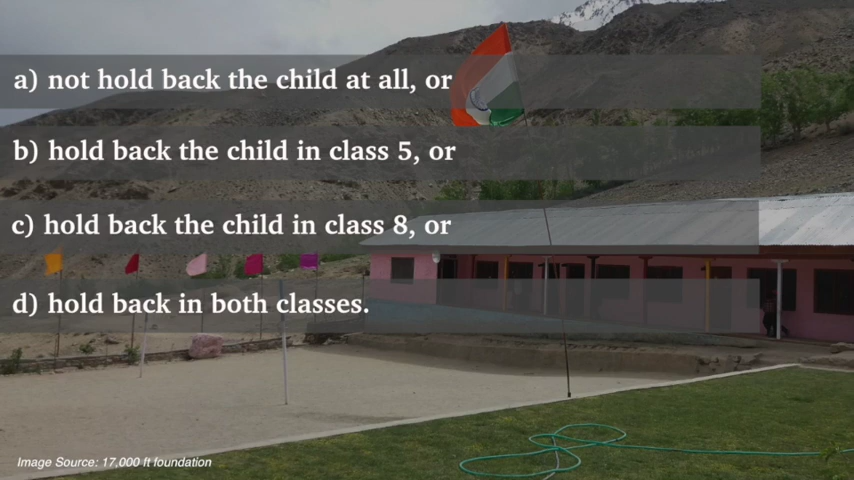 a) not hold back the child at all, or
b) hold back the child in class 5, or
c) hold back the child in class 8, or
d) hold back in both classes.
Image Source: 17,000 ft foundation